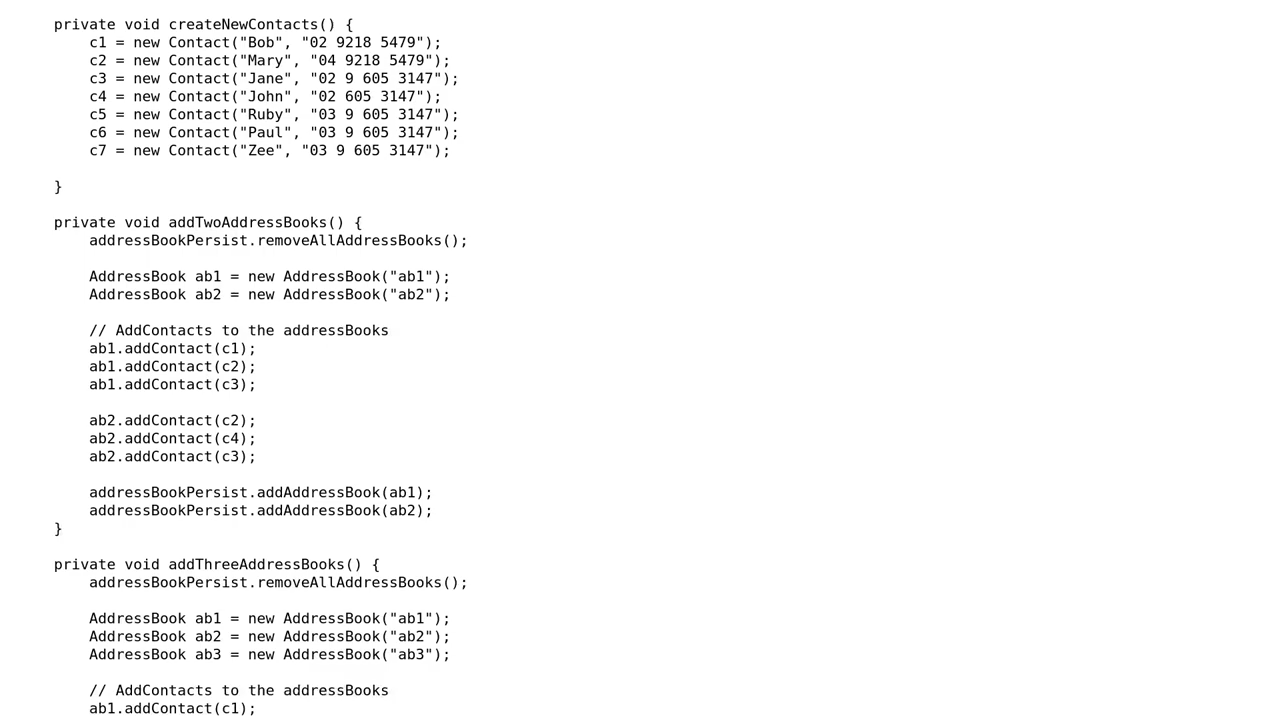 private void createNewContacts() {
c1 = new Contact("Bob", "02 9218 5479");
c2 = new Contact("Mary", "04 9218 5479");
c3 = new Contact("Jane", "02 9 605 3147");
c4 = new Contact("John", "02 605 3147");
c5 = new Contact("Ruby", "03 9 605 3147");
c6 = new Contact("Paul", "03 9 605 3147");
c7 = new Contact("Zee", "03 9 605 3147");
}
private void addTwoAddressBooks() {
addressBookPersist.removeAllAddressBooks();
AddressBook ab1 = new AddressBook("ab1");
AddressBook ab2 = new AddressBook("ab2");
// AddContacts to the addressBooks
ab1.addContact(c1);
ab1.addContact(c2);
ab1.addContact(c3);
ab2.addContact(c2);
ab2.addContact(c4);
ab2.addContact(c3);
addressBookPersist.addAddressBook(ab1);
addressBookPersist.addAddressBook(ab2);
}
private void addThreeAddressBooks() {
addressBookPersist.removeAllAddressBooks();
AddressBook ab1 = new AddressBook("ab1");
AddressBook ab2 = new AddressBook("ab2");
AddressBook ab3 = new AddressBook("ab3");
// AddContacts to the addressBooks
ab1.addContact(c1);